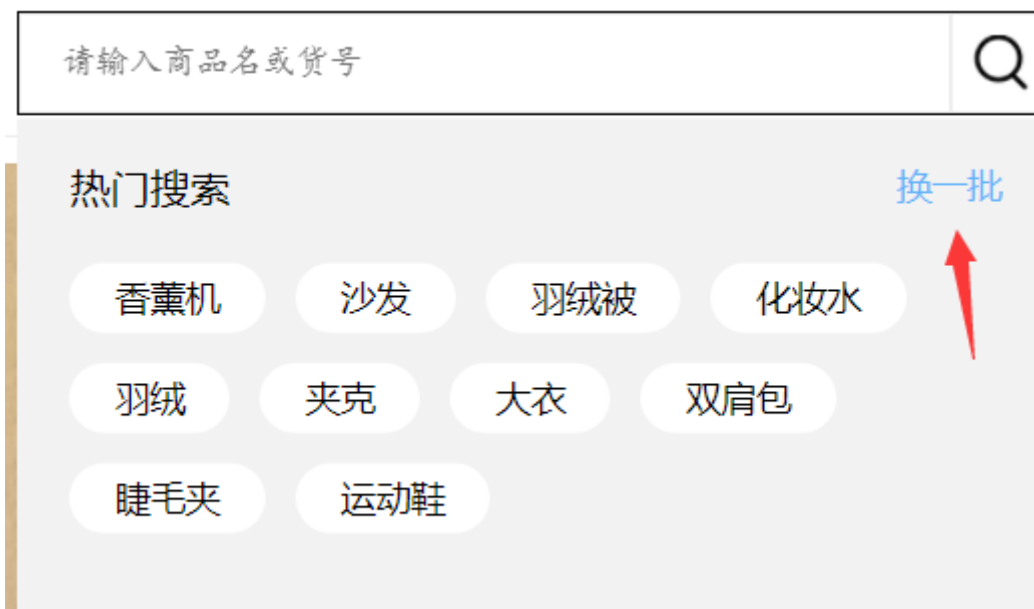 请输入商品名或货号
热门搜索 换一批
香薰机 沙发 羽绒被 化妆水
羽绒 夹克 大衣 双肩包
睫毛夹 运动鞋